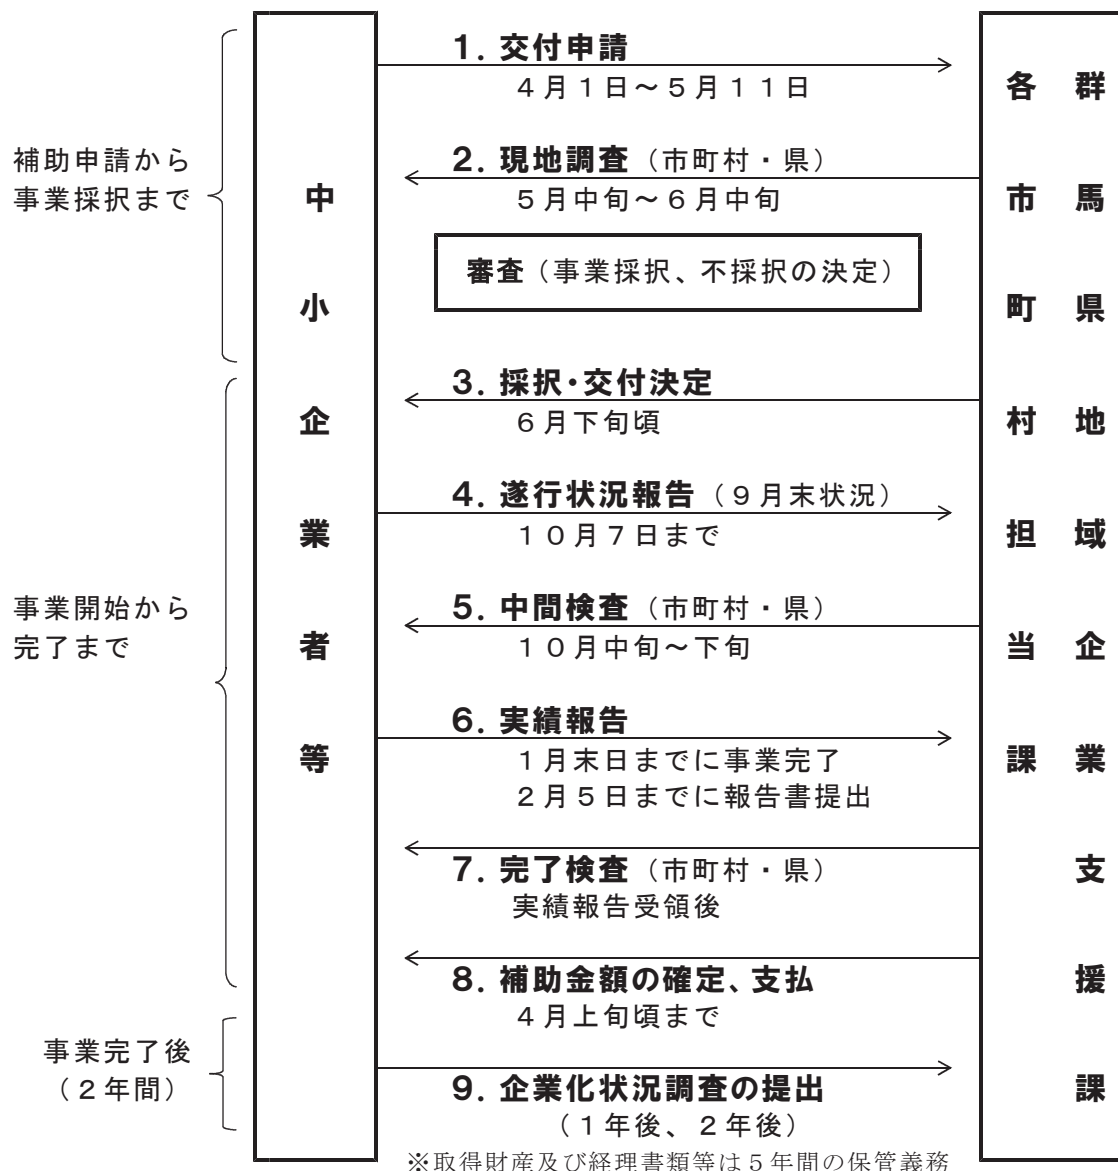 補助申請から
事業採択まで
事業開始から
完了まで
事業完了後
(2年間)
中小企業者等
1.交付申請
4月1日~5月11日
2.現地調査(市町村・県)
5月中旬~6月中旬
審査(事業採択、不採択の決定)
3.採択・交付決定
6月下旬頃
4.遂行状況報告(9月末状況)
10月7日まで
5.中間検査(市町村・県)
10月中旬~下旬
6.実績報告
1月末日までに事業完了
2月5日までに報告書提出
7.完了検査(市町村・県)
実績報告受領後
8.補助金額の確定、支払
4月上旬頃まで
9.企業化状況調査の提出
(1年後、2年後)
※取得財産及び経理書類等は5年間の保管義務
群馬県地域企業支援課
各市町村担当課